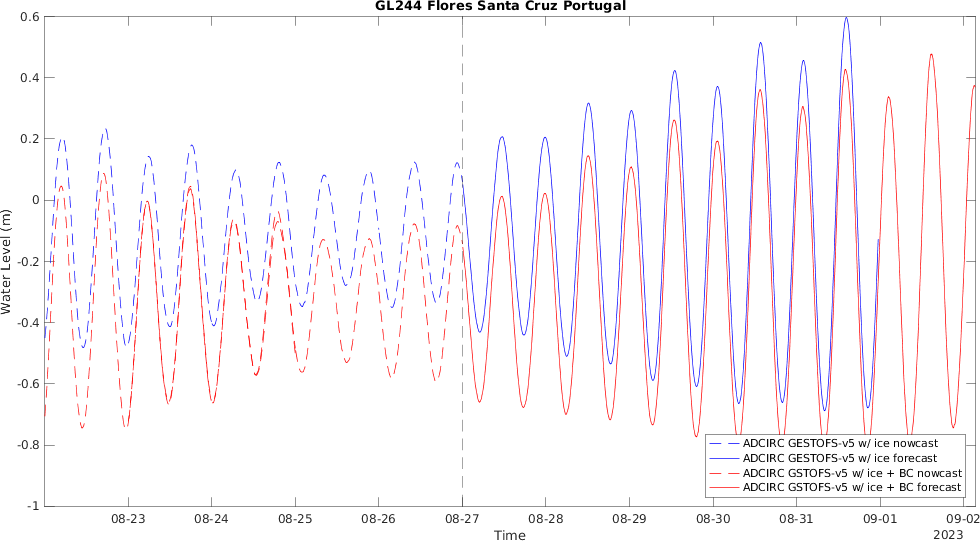 GL244 Flores Santa Cruz Portugal
0.6
0.4
0.2
0
-0.2
-0.4
-0.6
-0.8
-1
Water Level (m)
ADCIRC GESTOFS-v5 w/ ice nowcast
ADCIRC GESTOFS-v5 w/ ice forecast
ADCIRC GSTOFS-v5 w/ ice + BC nowcast
ADCIRC GSTOFS-v5 w/ ice + BC forecast
08-23 08-24 08-25 08-26 08-27 08-28 08-29 08-30 08-31 09-01 09-02
Time
2023